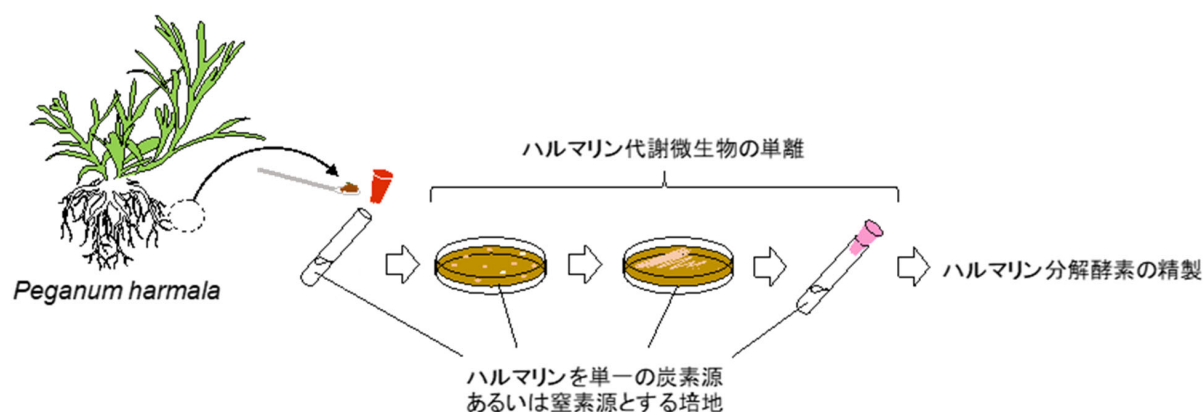 ハルマリン代謝微生物の単離
Peganum harmala
ハルマリン分解酵素の精製
ハルマリンを単一の炭素源
あるいは窒素源とする培地